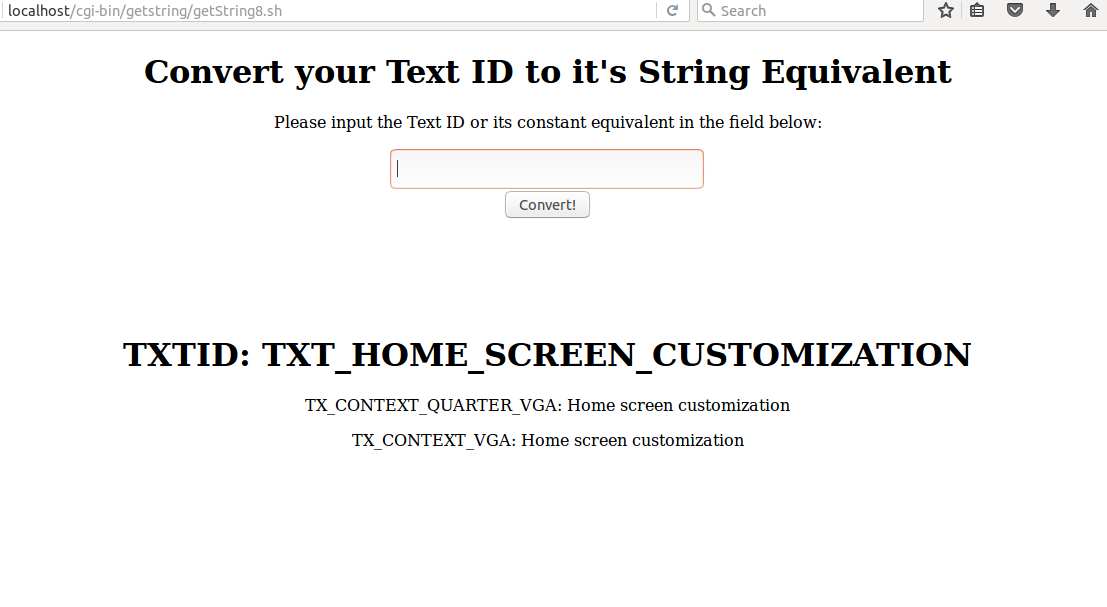 localhost/cgi-bin/getstring/getString8.sh
Search
Convert your Text ID to it's String Equivalent
Please input the Text ID or its constant equivalent in the field below:
Convert!
TXTID: TXT_HOME_SCREEN_CUSTOMIZATION
TX_CONTEXT_QUARTER_VGA: Home screen customization
TX_CONTEXT_VGA: Home screen customization